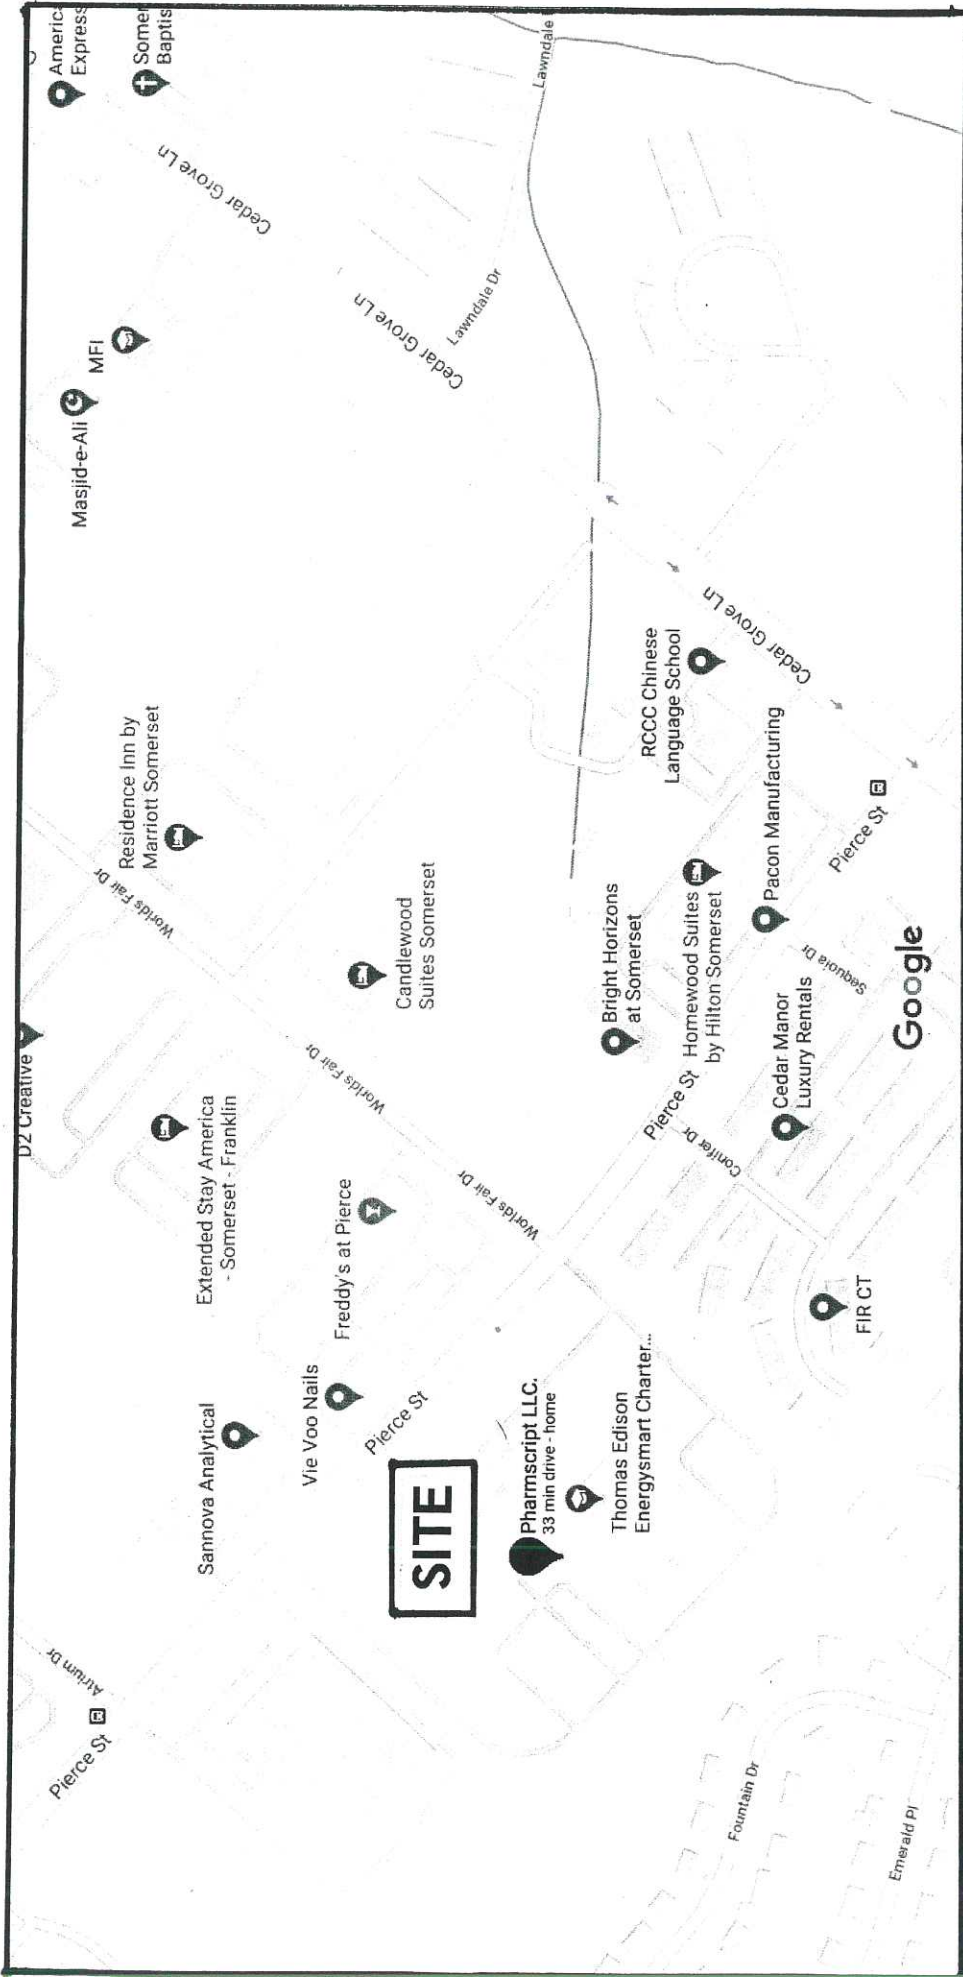 D2 Creative
Americ
Express
Pierce St
Atrium Dr
Masjid-e-Ali
MFI
Somer
Baptis
Residence Inn by
Marriott Somerset
Worlds Fair Dr
Cedar Grove Ln
Sannova Analytical
Extended Stay America
- Somerset - Franklin
Vie Voo Nails
Freddy's at Pierce
Worlds Fair Dr
Pierce St
Candlewood
Suites Somerset
Cedar Grove Ln
Lawndale Dr
Lawndale
SITE
Worlds Fair Dr
Pharmscript LLC.
33 min drive - home
Thomas Edison
Energysmart Charter...
Bright Horizons
at Somerset
RCCC Chinese
Language School
Pierce St
Homewood Suites
by Hilton Somerset
Conifer Dr
Cedar Grove Ln
Pacon Manufacturing
Cedar Manor
Luxury Rentals
Sequoia Dr
Pierce St
Fountain Dr
FIR CT
Emerald Pl
Google